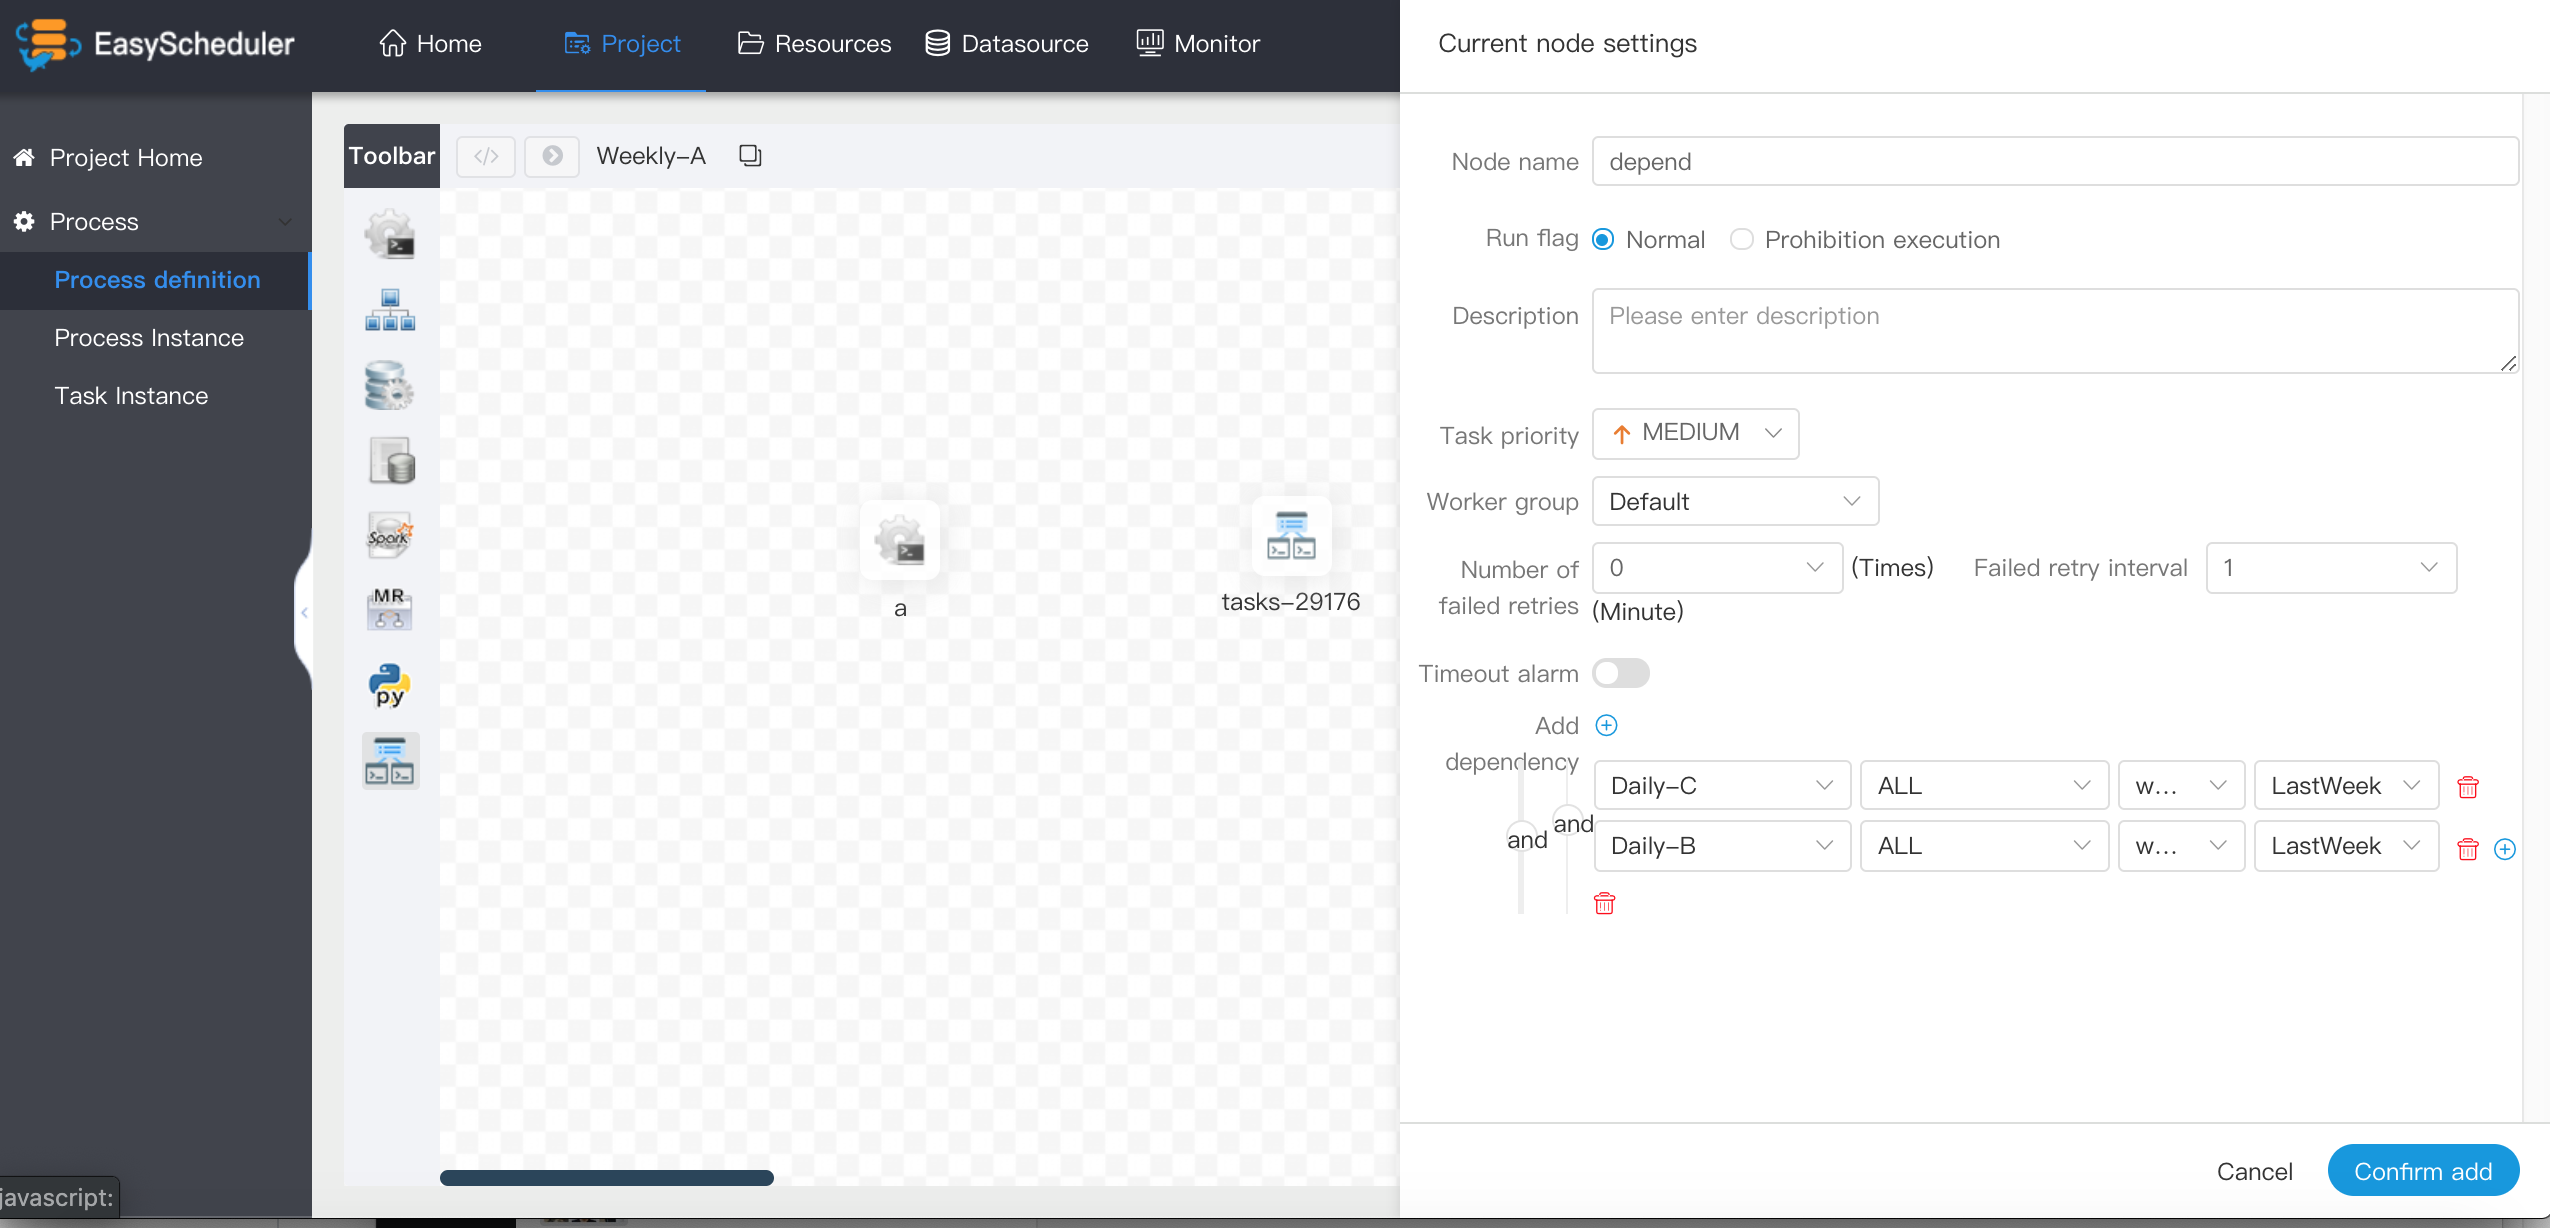 EasyScheduler
Home
Project
Resources
Datasource
Monitor
Current node settings
Project Home
Process
Process definition
Process Instance
Task Instance
Toolbar
</>
Weekly-A
Spark
MR
py
a
tasks-29176
Node name
depend
Run flag
Normal
Prohibition execution
Description
Please enter description
Task priority
MEDIUM
Worker group
Default
Number of failed retries
0
(Times)
Failed retry interval
1
(Minute)
Timeout alarm
Add dependency
and
and
Daily-C
ALL
w...
LastWeek
Daily-B
ALL
w...
LastWeek
Cancel
Confirm add
javascript: